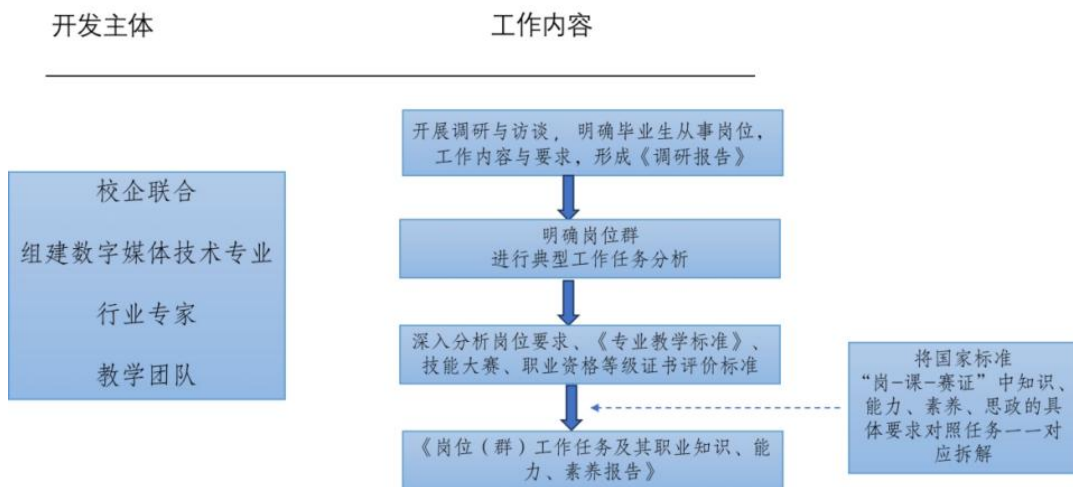 开发主体
工作内容
校企联合
组建数字媒体技术专业
行业专家
教学团队
开展调研与访谈，明确毕业生从事岗位，
工作内容与要求，形成《调研报告》
明确岗位群
进行典型工作任务分析
深入分析岗位要求、《专业教学标准》、
技能大赛、职业资格等级证书评价标准
将国家标准
“岗-课-赛证”中知识、
能力、素养、思政的具
体要求对照任务一一对
应拆解
《岗位（群）工作任务及其职业知识、能
力、素养报告》